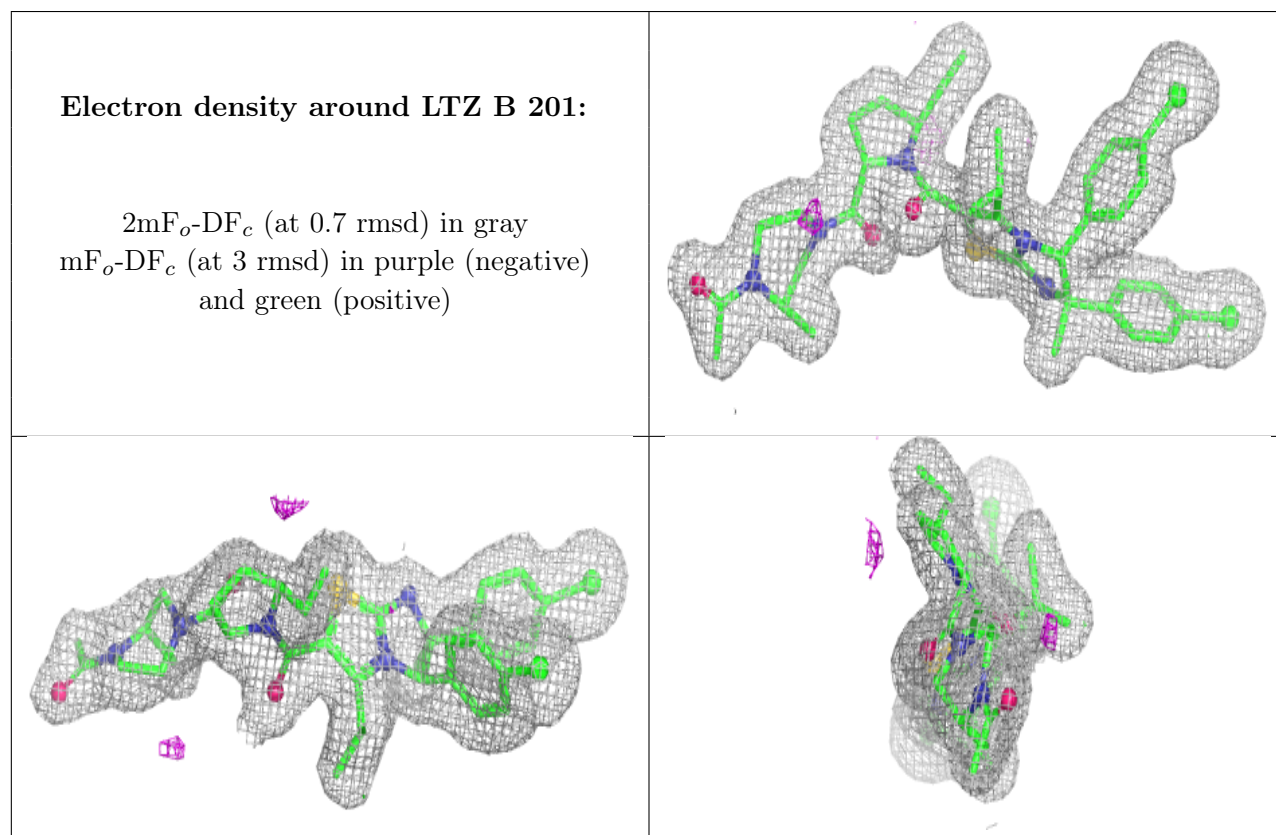 Electron density around LTZ B 201:
2mFₒ-DF𝒸 (at 0.7 rmsd) in gray
mFₒ-DF𝒸 (at 3 rmsd) in purple (negative)
and green (positive)